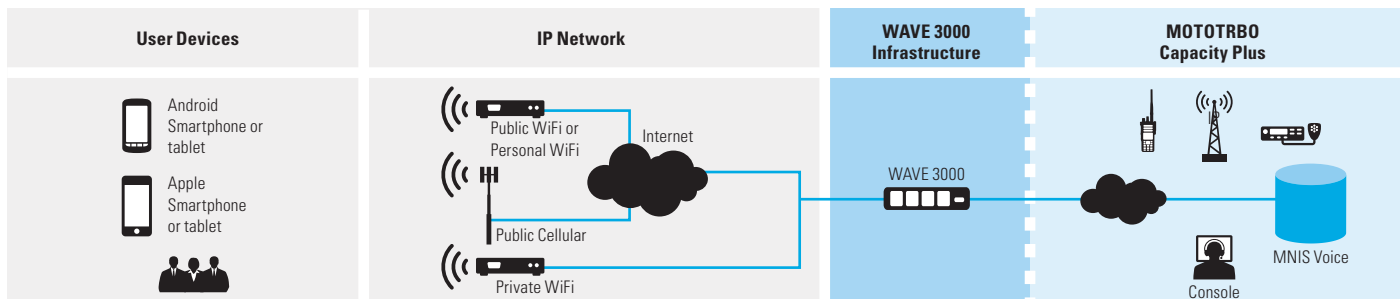 User Devices
IP Network
WAVE 3000
Infrastructure
MOTOTRBO
Capacity Plus
Android
Smartphone or
tablet
Apple
Smartphone
or tablet
Public WiFi or
Personal WiFi
Internet
Public Cellular
Private WiFi
WAVE 3000
MNIS Voice
Console